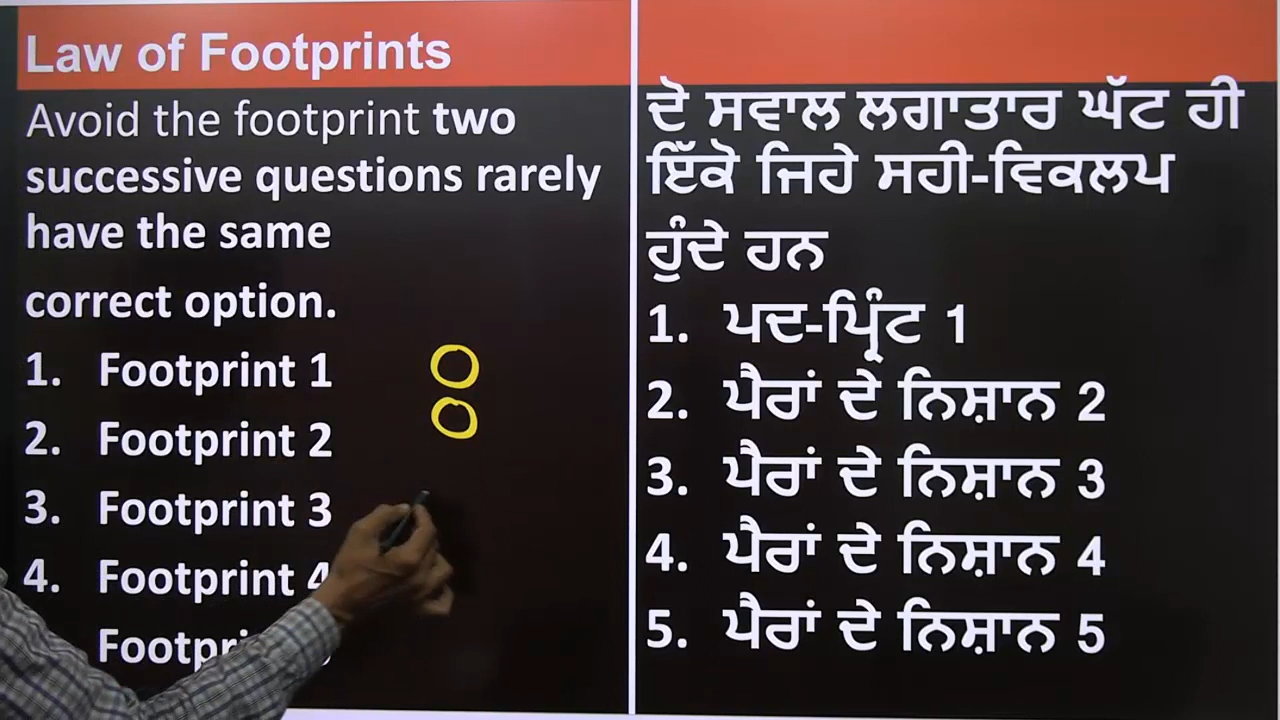 Law of Footprints
Avoid the footprint two
successive questions rarely
have the same
correct option.
1. Footprint 1
2. Footprint 2
3. Footprint 3
4. Footprint 4
ਦੋ ਸਵਾਲ ਲਗਾਤਾਰ ਘੱਟ ਹੀ
ਇੱਕੋ ਜਿਹੇ ਸਹੀ-ਵਿਕਲਪ
ਹੁੰਦੇ ਹਨ
1. ਪਦ-ਪ੍ਰਿੰਟ 1
2. ਪੈਰਾਂ ਦੇ ਨਿਸ਼ਾਨ 2
3. ਪੈਰਾਂ ਦੇ ਨਿਸ਼ਾਨ 3
4. ਪੈਰਾਂ ਦੇ ਨਿਸ਼ਾਨ 4
5. ਪੈਰਾਂ ਦੇ ਨਿਸ਼ਾਨ 5